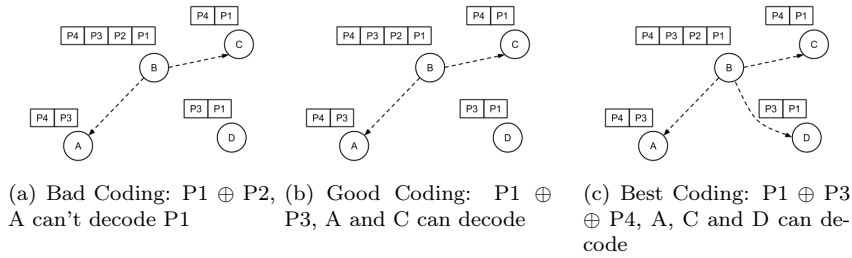 P4 P1
C
P4 P3 P2 P1
B
P4 P3
A
P3 P1
D
P4 P1
C
P4 P3 P2 P1
B
P4 P3
A
P3 P1
D
P4 P1
C
P4 P3 P2 P1
B
P4 P3
A
P3 P1
D
(a) Bad Coding: P1 ⊕ P2,
A can't decode P1
(b) Good Coding: P1 ⊕
P3, A and C can decode
(c) Best Coding: P1 ⊕ P3
⊕ P4, A, C and D can de-
code